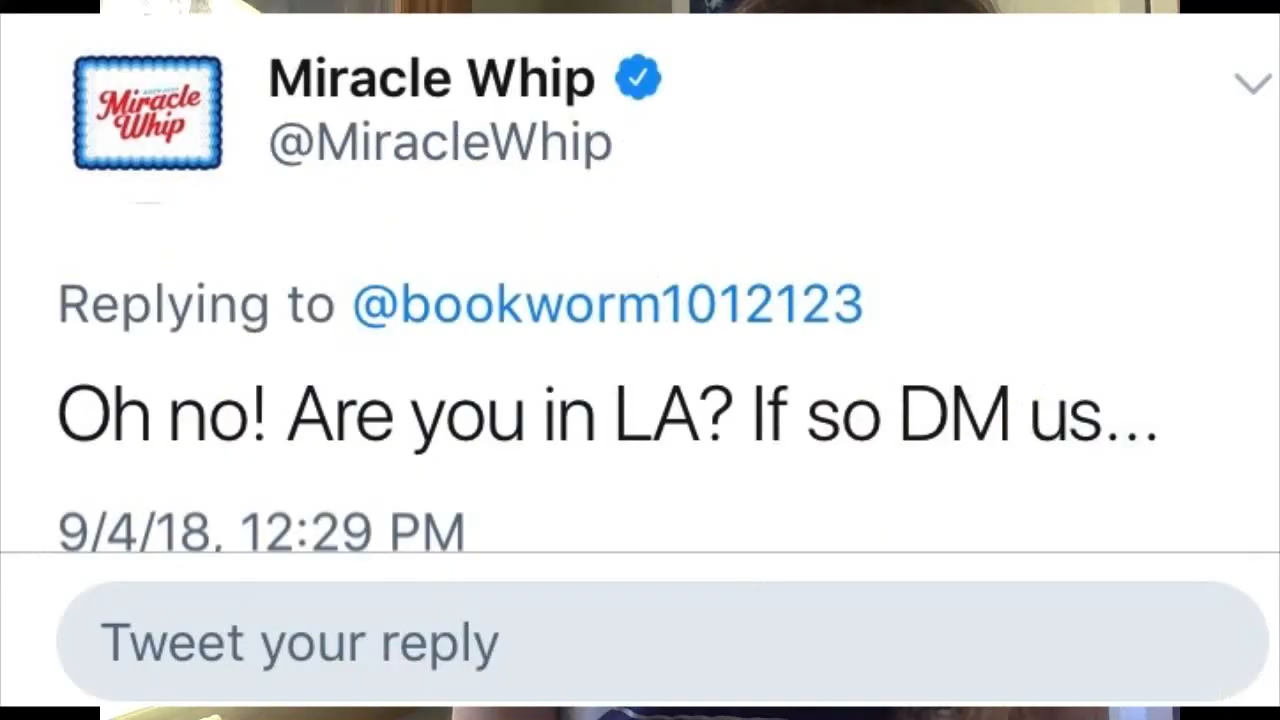 Miracle Whip
@MiracleWhip
Miracle
Whip
Replying to @bookworm1012123
Oh no! Are you in LA? If so DM us...
9/4/18, 12:29 PM
Tweet your reply